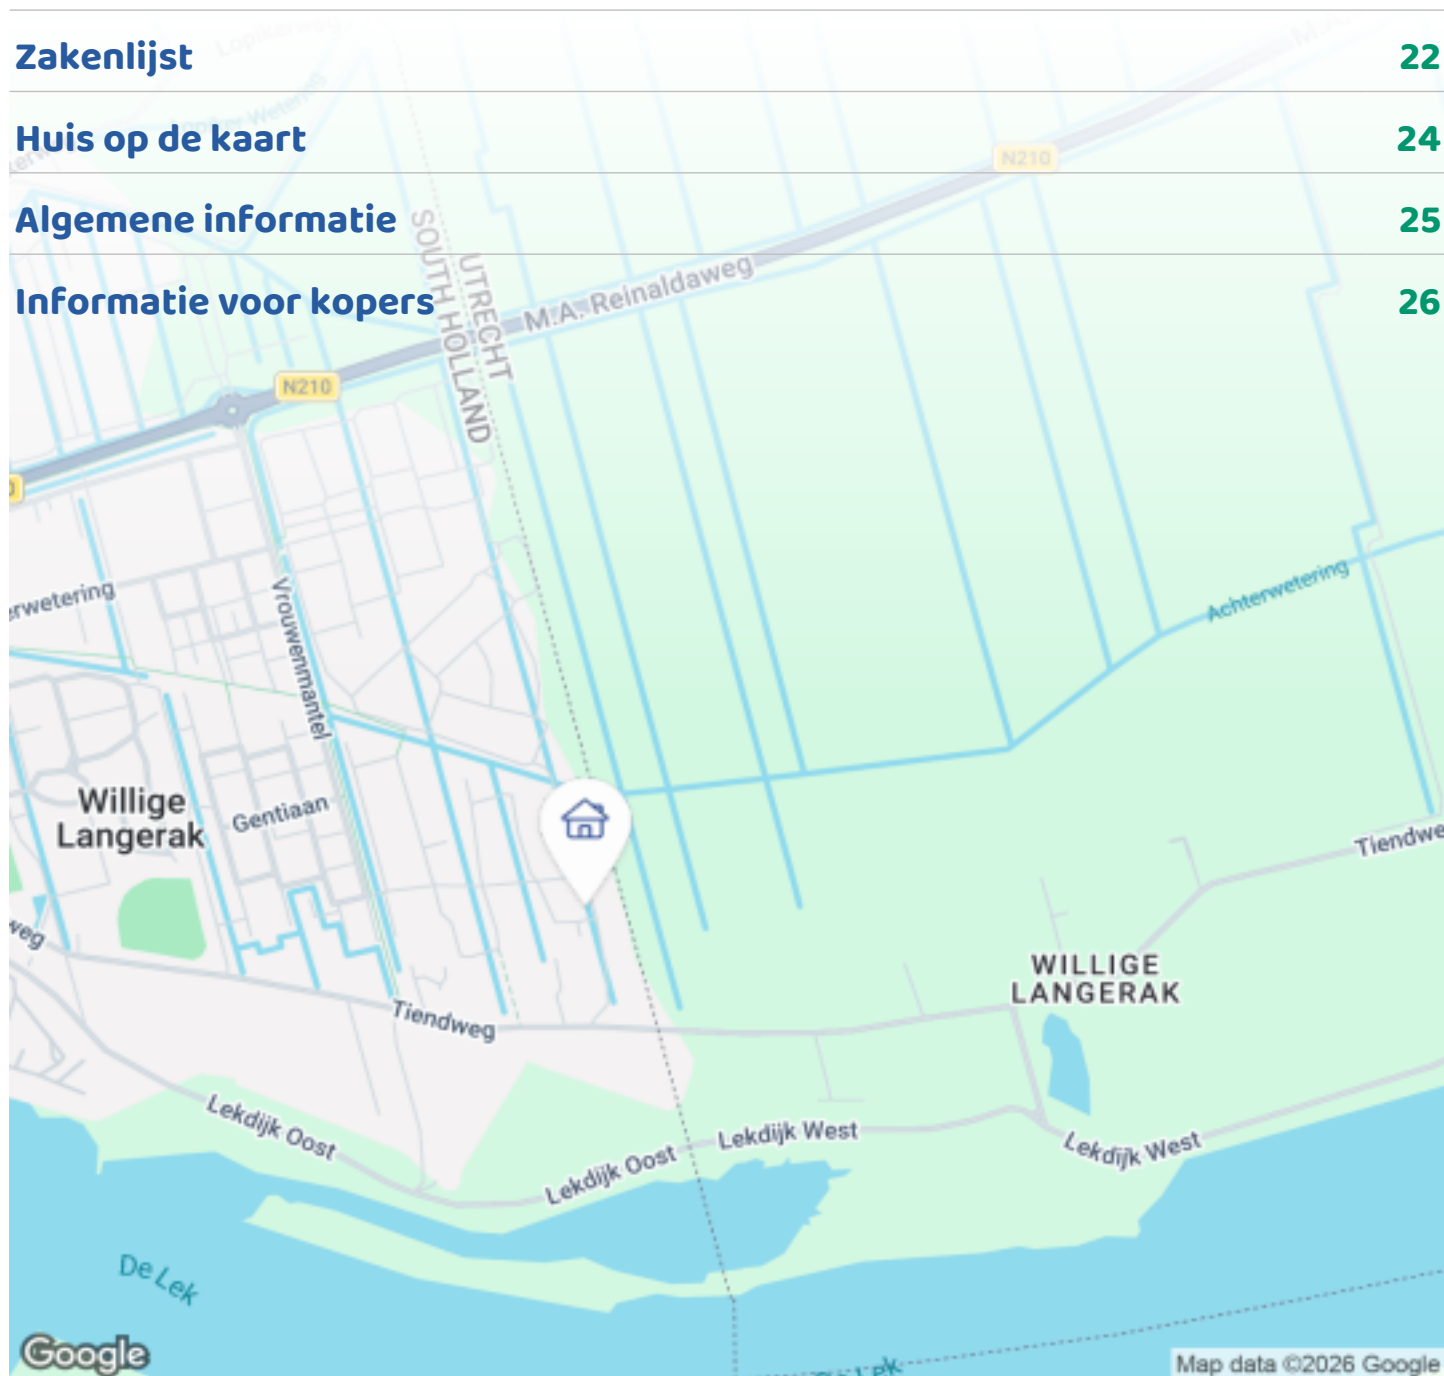 Zakenlijst 22
Huis op de kaart 24
Algemene informatie 25
Informatie voor kopers 26
N210
SOUTH HOLLAND
UTRECHT
M.A. Reinaldaweg
N210
Achterwetering
Vrouwenmantel
Willige
Langerak
Gentiaan
WILLIGE
LANGERAK
Tiendweg
Lekdijk Oost
Lekdijk Oost
Lekdijk West
Lekdijk West
De Lek
Google
Map data ©2026 Google